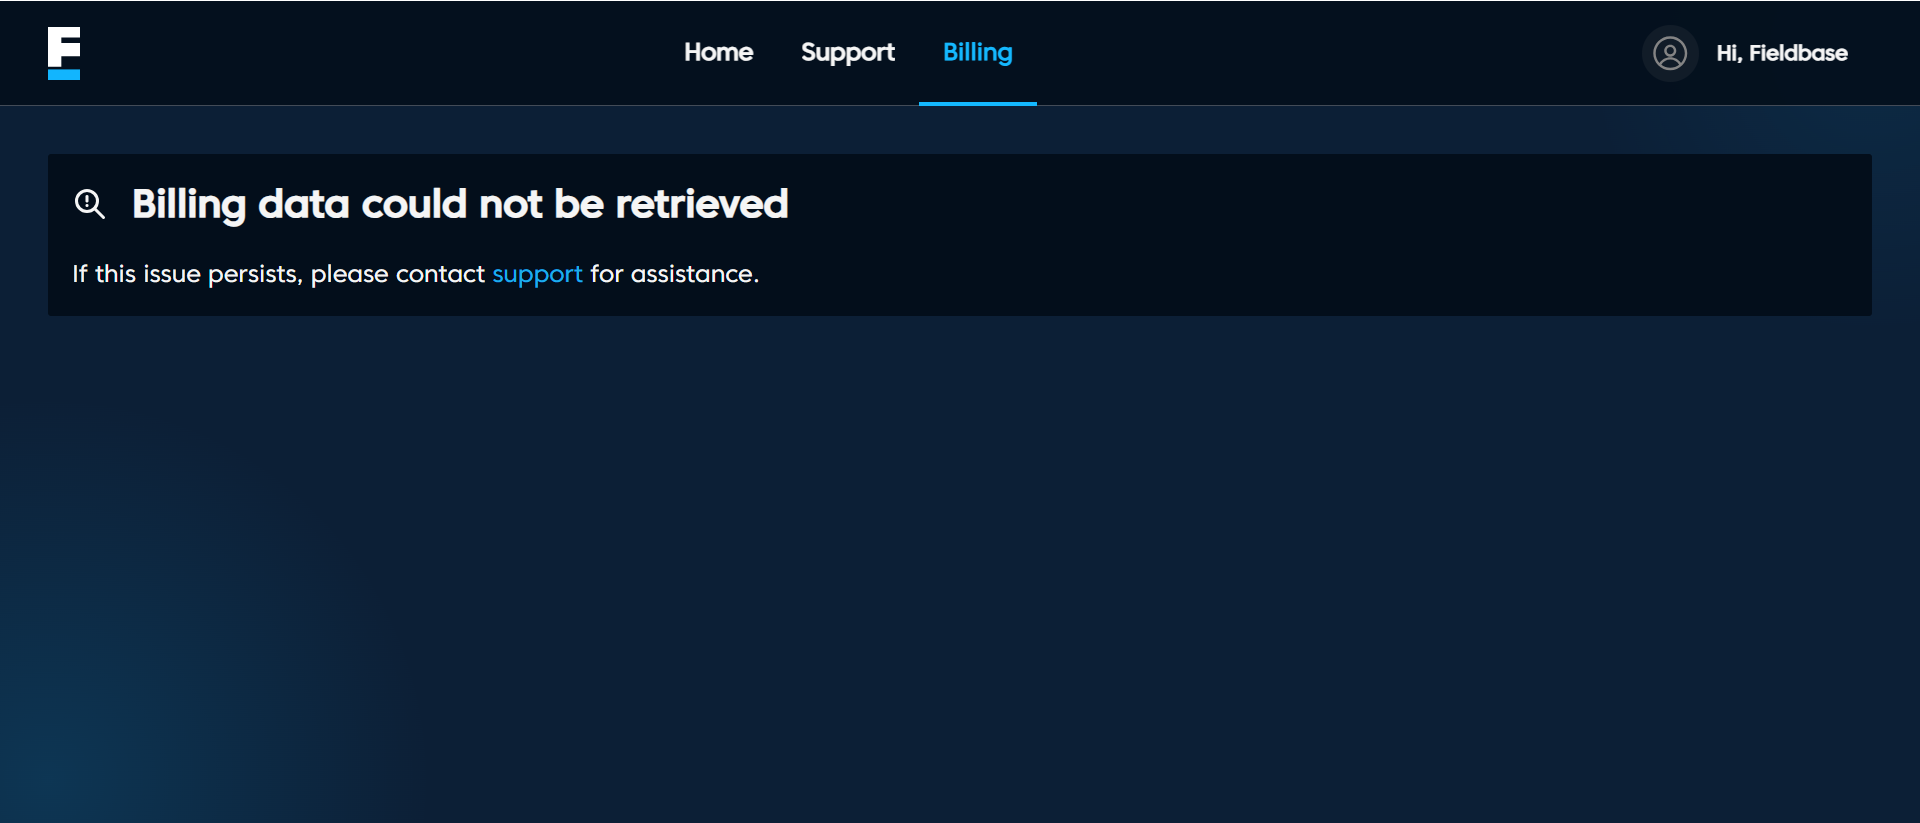 F
Home Support Billing Hi, Fieldbase
Billing data could not be retrieved
If this issue persists, please contact support for assistance.